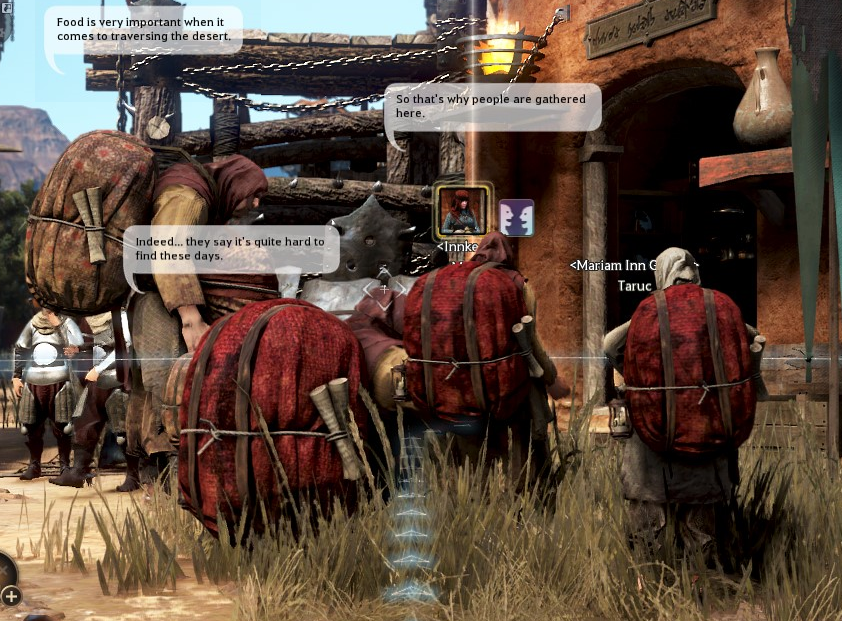 Food is very important when it
comes to traversing the desert.
So that's why people are gathered
here.
Indeed... they say it's quite hard to
find these days.
<Innke
<Mariam Inn G
Taruc